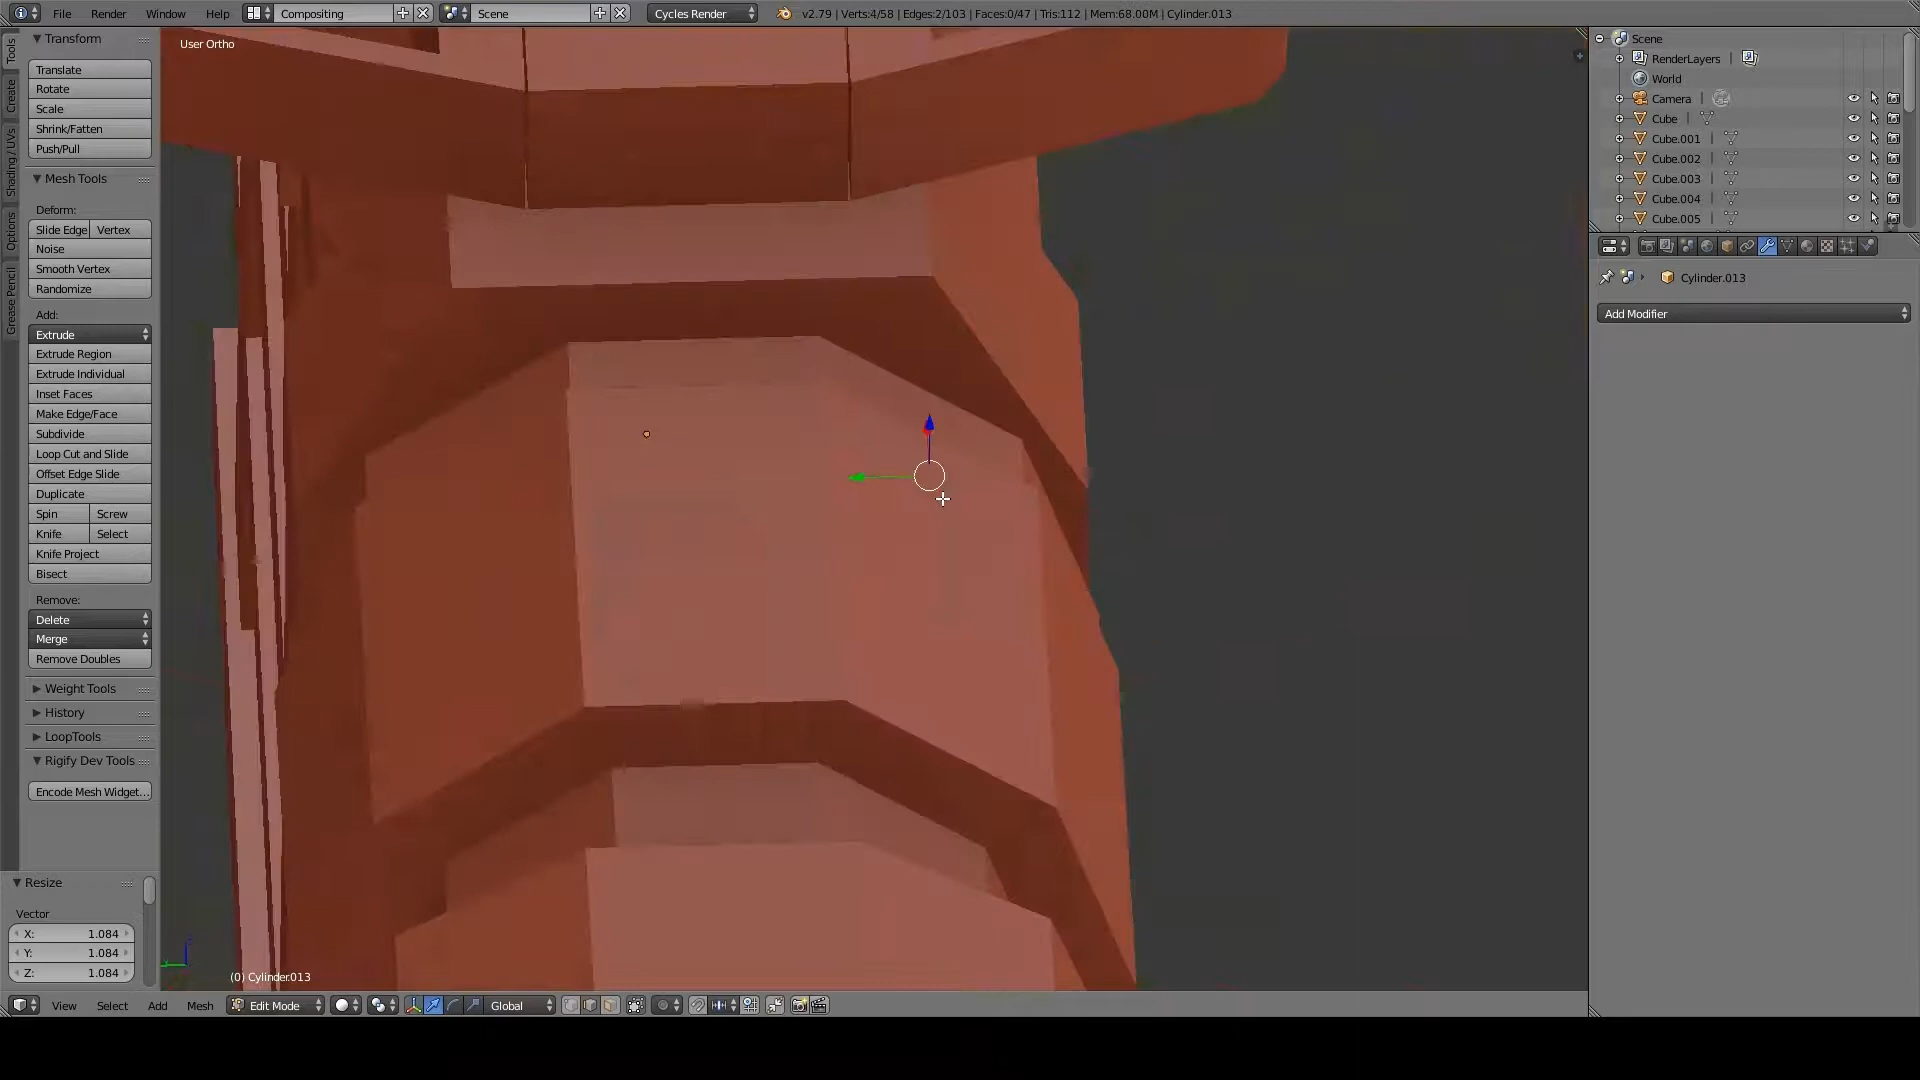 File Render Window Help Compositing Scene Cycles Render v2.79 | Verts:4/58 | Edges:2/103 | Faces:0/47 | Tris:112 | Mem:68.00M | Cylinder.013
Tools
Create
Shading / UVs
Options
Grease Pencil
Transform
Translate
Rotate
Scale
Shrink/Fatten
Push/Pull
Mesh Tools
Deform:
Slide Edge Vertex
Noise
Smooth Vertex
Randomize
Add:
Extrude
Extrude Region
Extrude Individual
Inset Faces
Make Edge/Face
Subdivide
Loop Cut and Slide
Offset Edge Slide
Duplicate
Spin Screw
Knife Select
Knife Project
Bisect
Remove:
Delete
Merge
Remove Doubles
Weight Tools
History
LoopTools
Rigify Dev Tools
Encode Mesh Widget...
Resize
Vector
X: 1.084
Y: 1.084
Z: 1.084
User Ortho
(0) Cylinder.013
View Select Add Mesh Edit Mode Global
Scene
RenderLayers |
World
Camera |
Cube |
Cube.001 |
Cube.002 |
Cube.003 |
Cube.004 |
Cube.005 |
Cylinder.013
Add Modifier